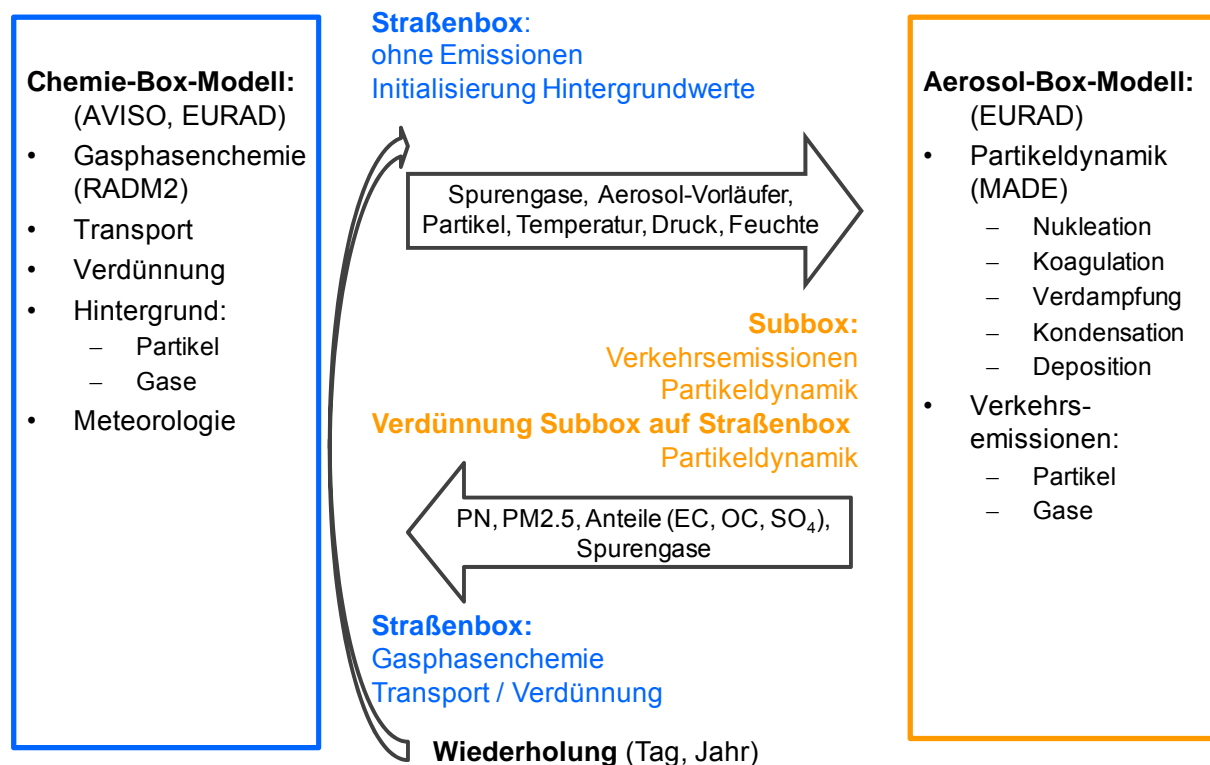 Straßenbox:
ohne Emissionen
Initialisierung Hintergrundwerte
Chemie-Box-Modell:
(AVISO, EURAD)
• Gasphasenchemie
(RADM2)
• Transport
• Verdünnung
• Hintergrund:
– Partikel
– Gase
• Meteorologie
Spurengase, Aerosol-Vorläufer,
Partikel, Temperatur, Druck, Feuchte
Subbox:
Verkehrsemissionen
Partikeldynamik
Verdünnung Subbox auf Straßenbox
Partikeldynamik
PN, PM2.5, Anteile (EC, OC, SO₄),
Spurengase
Straßenbox:
Gasphasenchemie
Transport / Verdünnung
Wiederholung (Tag, Jahr)
Aerosol-Box-Modell:
(EURAD)
• Partikeldynamik
(MADE)
– Nukleation
– Koagulation
– Verdampfung
– Kondensation
– Deposition
• Verkehrs-
emissionen:
– Partikel
– Gase